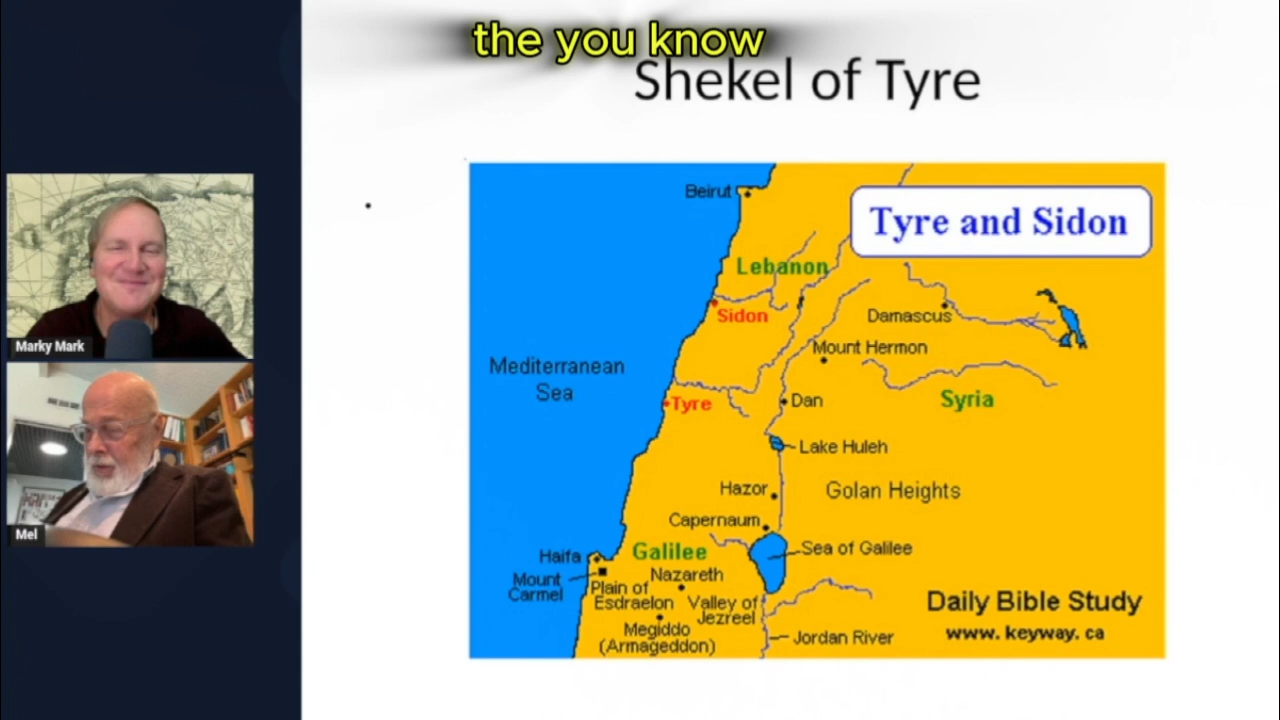 the you know
Shekel of Tyre
Tyre and Sidon
Beirut
Lebanon
Sidon
Damascus
Mount Hermon
Mediterranean
Sea
Syria
Tyre
Dan
Lake Huleh
Hazor
Golan Heights
Capernaum
Haifa
Galilee
Sea of Galilee
Mount
Carmel
Nazareth
Plain of
Esdraelon
Valley of
Jezreel
Megiddo
(Armageddon)
Jordan River
Daily Bible Study
www.keyway.ca
Marky Mark
Mel